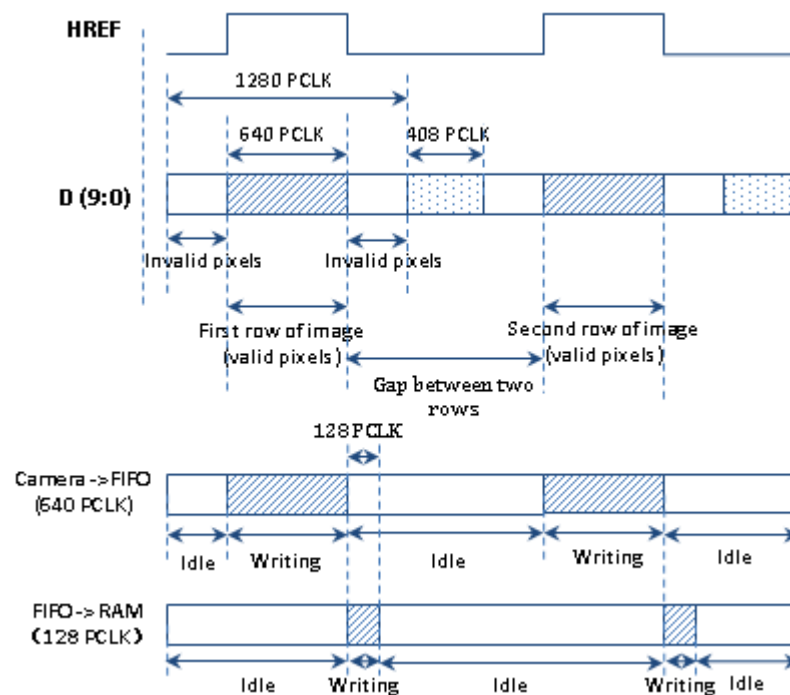 HREF
1280 PCLK
640 PCLK
408 PCLK
D (9:0)
Invalid pixels
Invalid pixels
First row of image
(valid pixels)
Second row of image
(valid pixels)
Gap between two
rows
128 PCLK
Camera->FIFO
(640 PCLK)
Idle
Writing
Idle
Writing
Idle
FIFO->RAM
(128 PCLK)
Idle
Writing
Idle
Writing
Idle